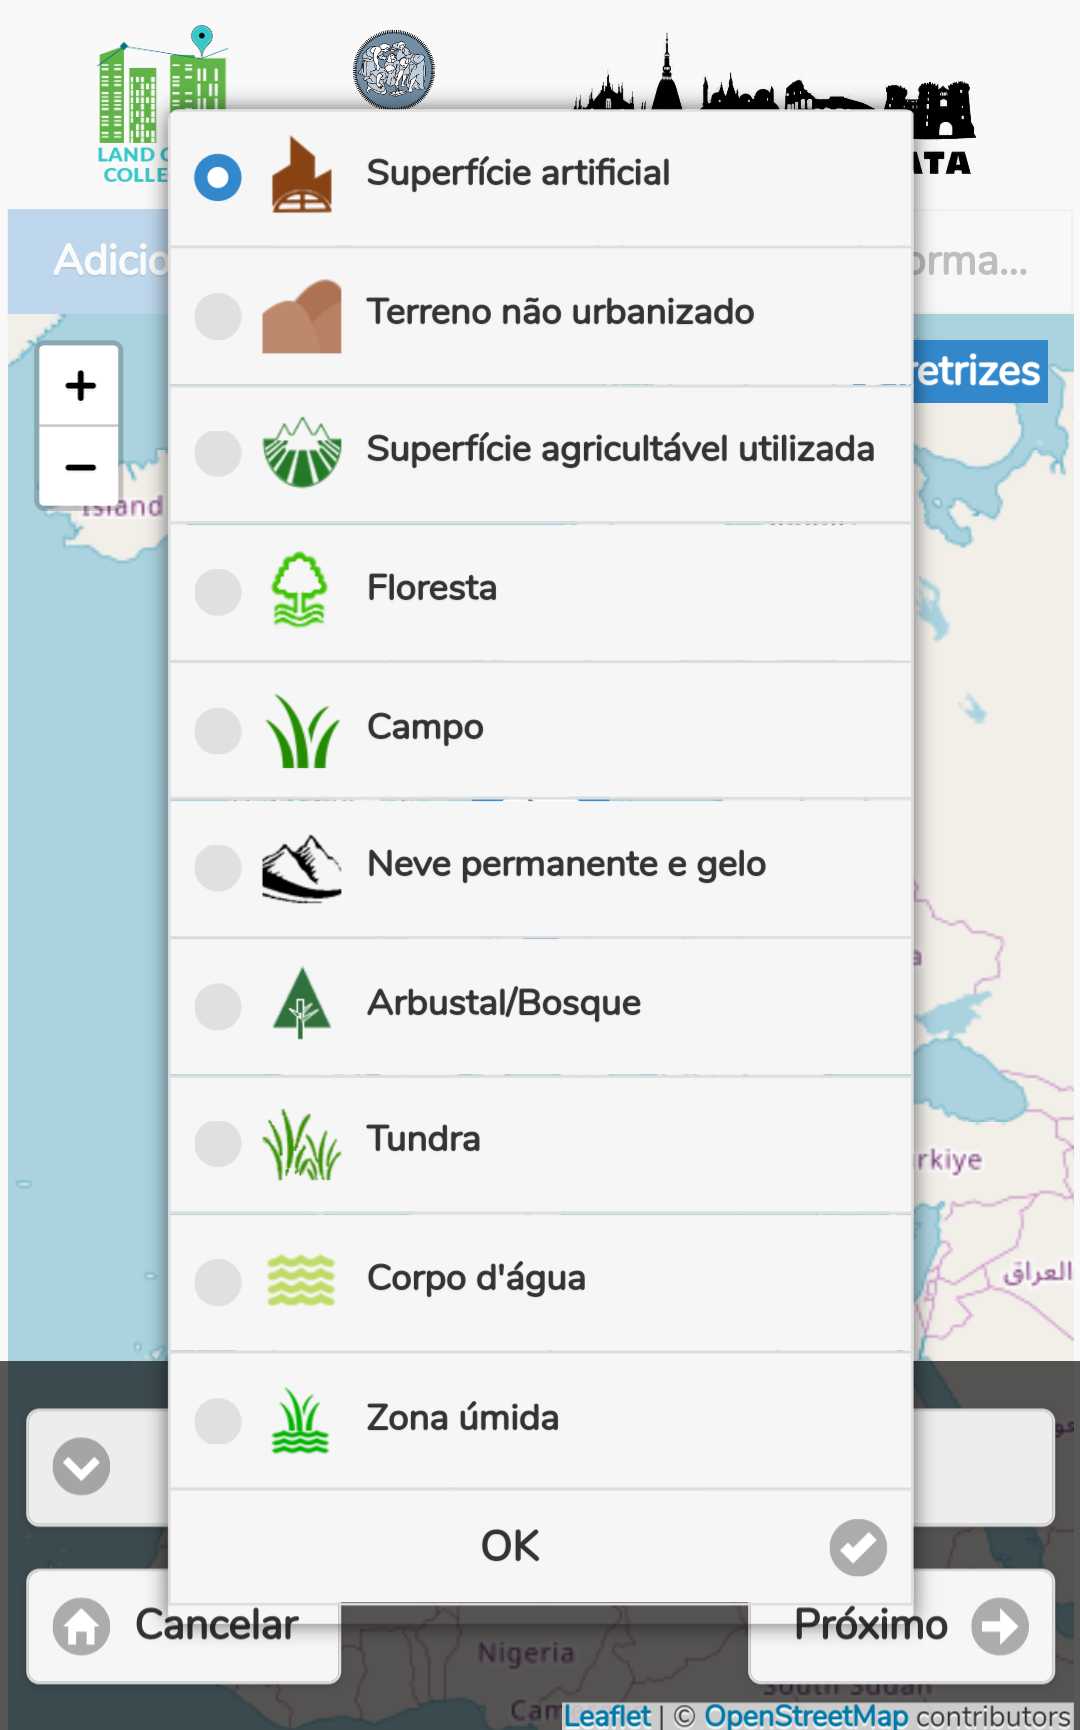 LAND C
COLLE
ATA
Adicio
orma...
Superfície artificial
Terreno não urbanizado
retrizes
+
−
Superfície agricultável utilizada
Island
Floresta
Campo
Neve permanente e gelo
Arbustal/Bosque
Tundra
rkiye
Corpo d'água
العراق
Zona úmida
OK
Cancelar
Próximo
Nigeria
South Sudan
Cam
Leaflet | © OpenStreetMap contributors